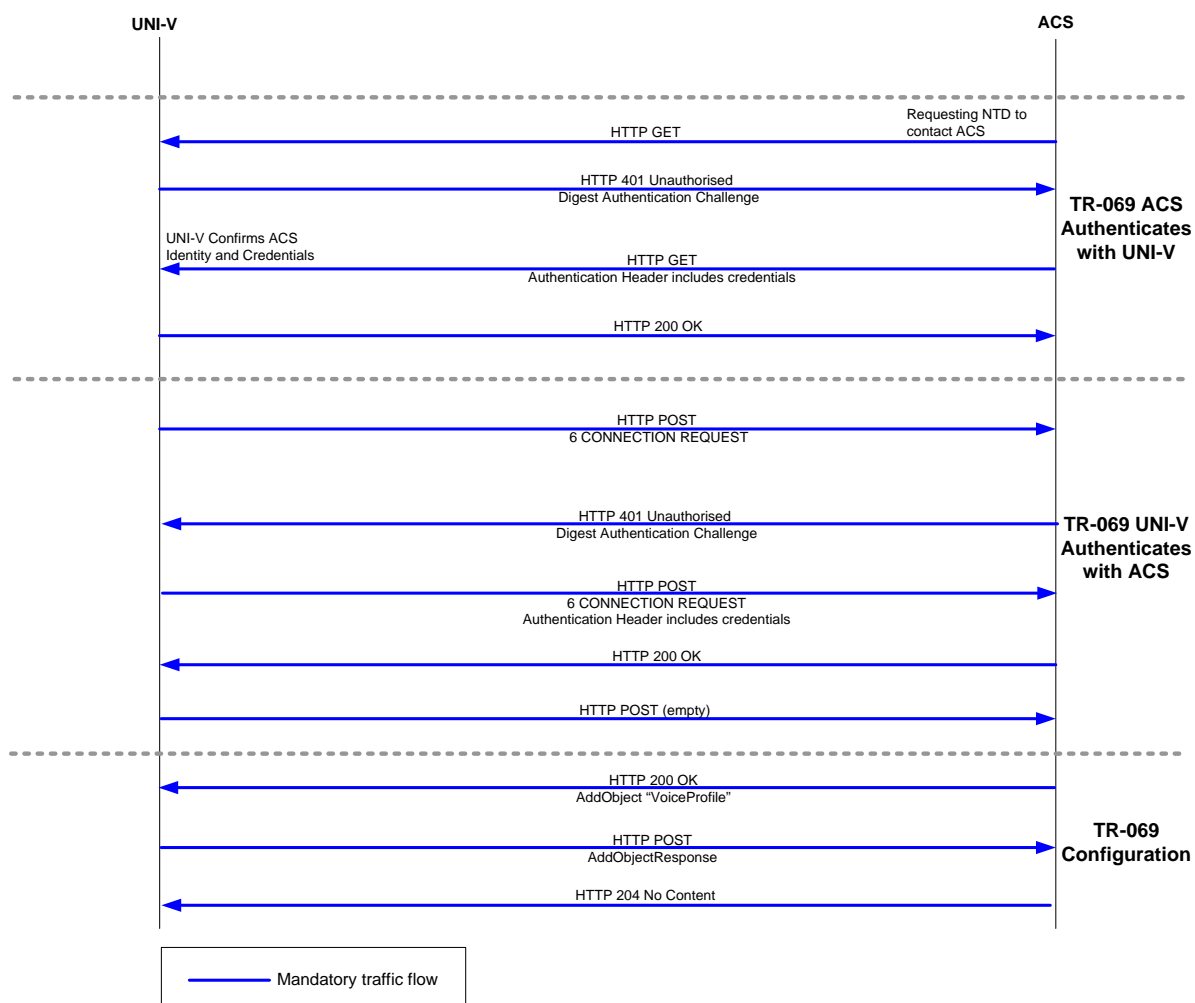 UNI-V
ACS
Requesting NTD to
contact ACS
HTTP GET
HTTP 401 Unauthorised
Digest Authentication Challenge
TR-069 ACS
Authenticates
with UNI-V
UNI-V Confirms ACS
Identity and Credentials
HTTP GET
Authentication Header includes credentials
HTTP 200 OK
HTTP POST
6 CONNECTION REQUEST
HTTP 401 Unauthorised
Digest Authentication Challenge
TR-069 UNI-V
Authenticates
with ACS
HTTP POST
6 CONNECTION REQUEST
Authentication Header includes credentials
HTTP 200 OK
HTTP POST (empty)
HTTP 200 OK
AddObject “VoiceProfile”
HTTP POST
AddObjectResponse
TR-069
Configuration
HTTP 204 No Content
Mandatory traffic flow